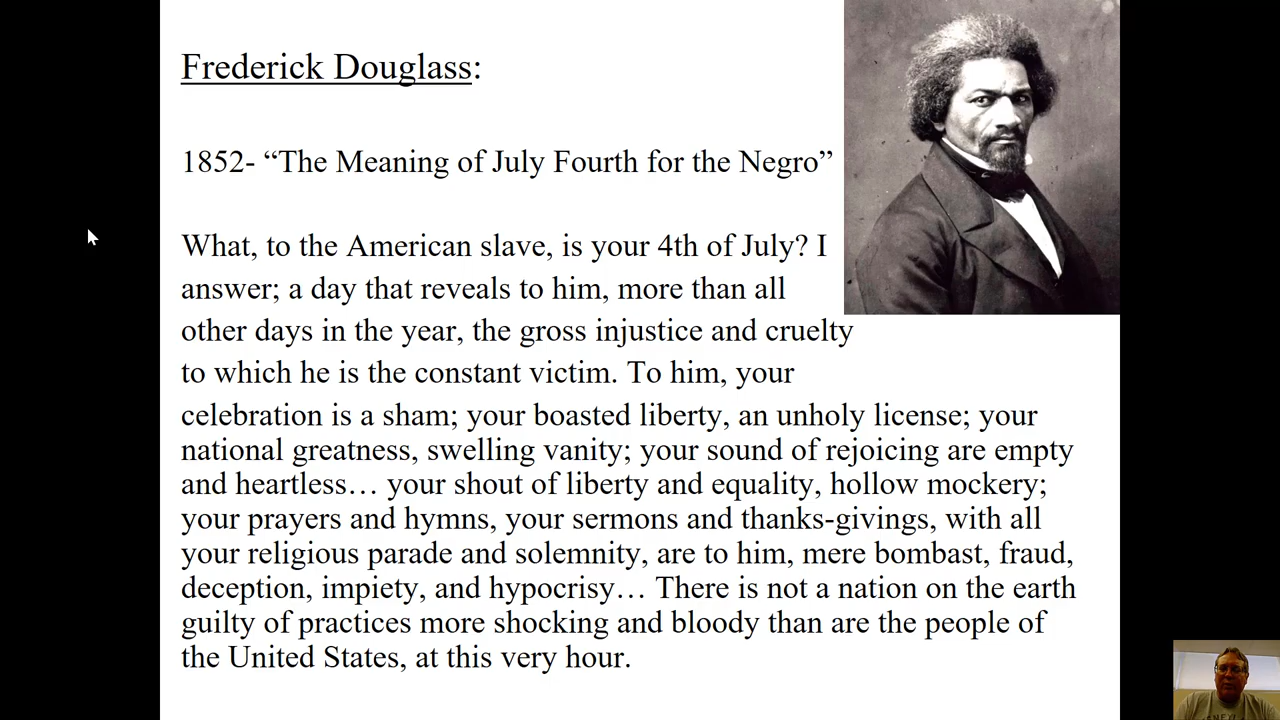 Frederick Douglass:
1852- “The Meaning of July Fourth for the Negro”
What, to the American slave, is your 4th of July? I
answer; a day that reveals to him, more than all
other days in the year, the gross injustice and cruelty
to which he is the constant victim. To him, your
celebration is a sham; your boasted liberty, an unholy license; your
national greatness, swelling vanity; your sound of rejoicing are empty
and heartless… your shout of liberty and equality, hollow mockery;
your prayers and hymns, your sermons and thanks-givings, with all
your religious parade and solemnity, are to him, mere bombast, fraud,
deception, impiety, and hypocrisy… There is not a nation on the earth
guilty of practices more shocking and bloody than are the people of
the United States, at this very hour.